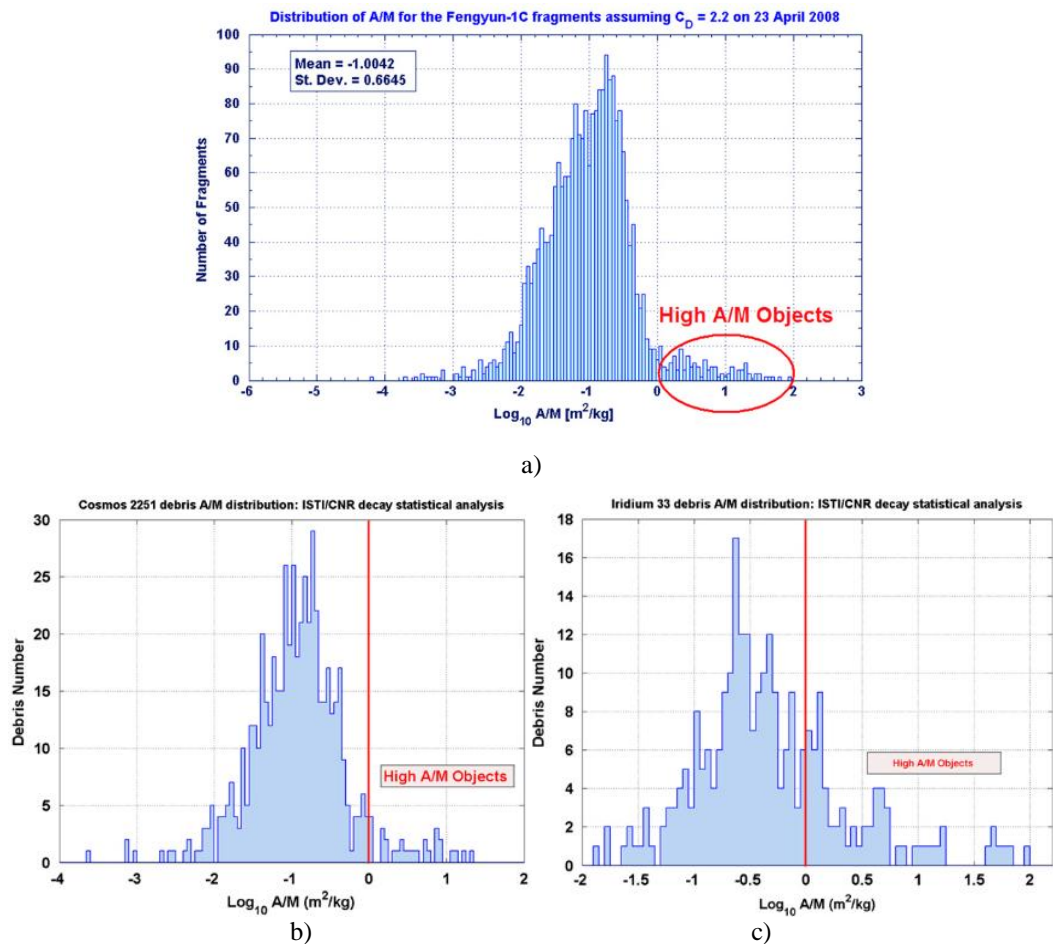 Distribution of A/M for the Fengyun-1C fragments assuming C_D = 2.2 on 23 April 2008
Mean = -1.0042
St. Dev. = 0.6645
100
90
80
70
60
50
40
30
20
10
0
Number of Fragments
High A/M Objects
-6 -5 -4 -3 -2 -1 0 1 2 3
Log10 A/M [m²/kg]
a)
Cosmos 2251 debris A/M distribution: ISTI/CNR decay statistical analysis
30
25
20
15
10
5
0
Debris Number
High A/M Objects
-4 -3 -2 -1 0 1 2
Log10 A/M (m²/kg)
b)
Iridium 33 debris A/M distribution: ISTI/CNR decay statistical analysis
18
16
14
12
10
8
6
4
2
0
Debris Number
High A/M Objects
-2 -1.5 -1 -0.5 0 0.5 1 1.5 2
Log10 A/M (m²/kg)
c)